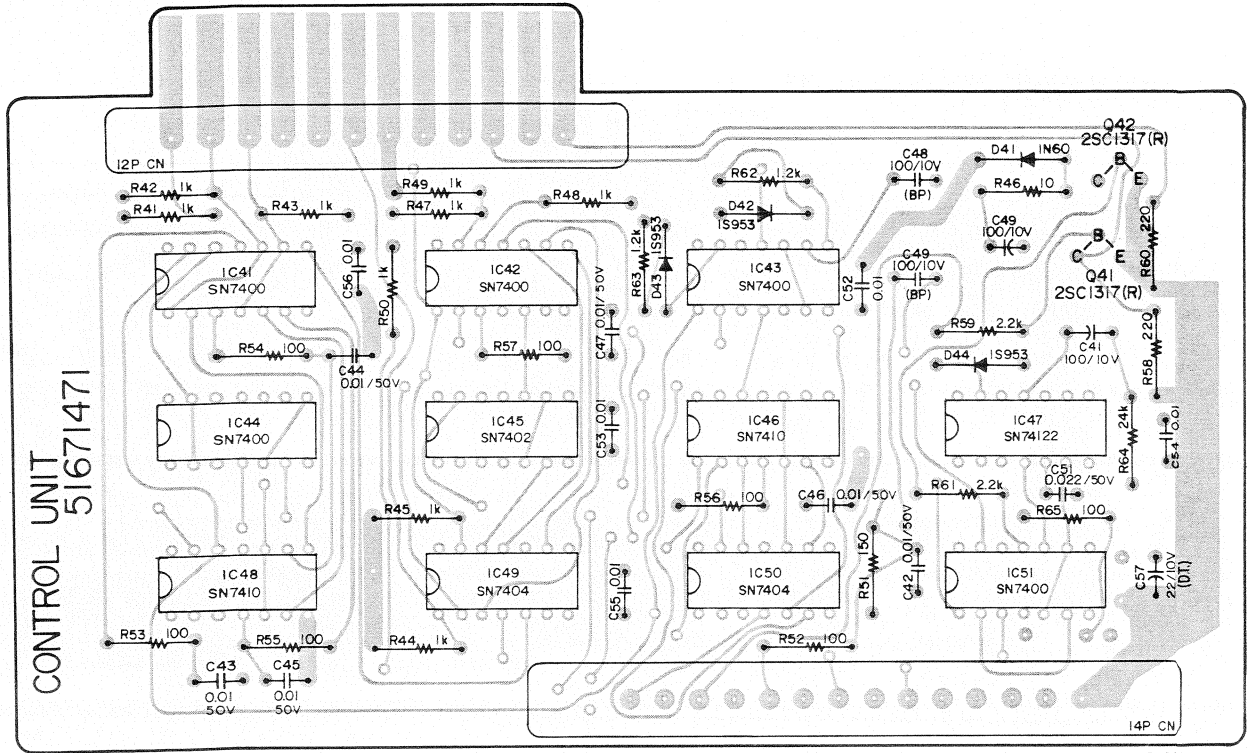 12P CN
Q42
2SC1317(R)
B
C
E
R42 1k
R41 1k
R43 1k
R49 1k
R47 1k
R48 1k
R62 1.2k
D42
1S953
C48
100/10V
(BP)
D41 1N60
R46 10
C49
100/10V
R60 220
B
C
E
Q41
2SC1317(R)
IC41
SN7400
C56 0.01
R50 1k
IC42
SN7400
C47 0.01/50V
R63 1.2k
D43 1S953
IC43
SN7400
C52 0.01
C49
100/10V
(BP)
R59 2.2k
D44 1S953
C41
100/10V
R58 220
R54 100
C44
0.01/50V
R57 100
IC44
SN7400
IC45
SN7402
C53 0.01
IC46
SN7410
IC47
SN74122
R64 24k
C54 0.01
R45 1k
R56 100
C46 0.01/50V
R61 2.2k
C51
0.022/50V
R65 100
IC48
SN7410
IC49
SN7404
C55 0.01
IC50
SN7404
R51 150
C42 0.01/50V
IC51
SN7400
C57
22/10V
(D.T.)
R53 100
R55 100
R44 1k
R52 100
C43
0.01
50V
C45
0.01
50V
14P CN
CONTROL UNIT
51671471